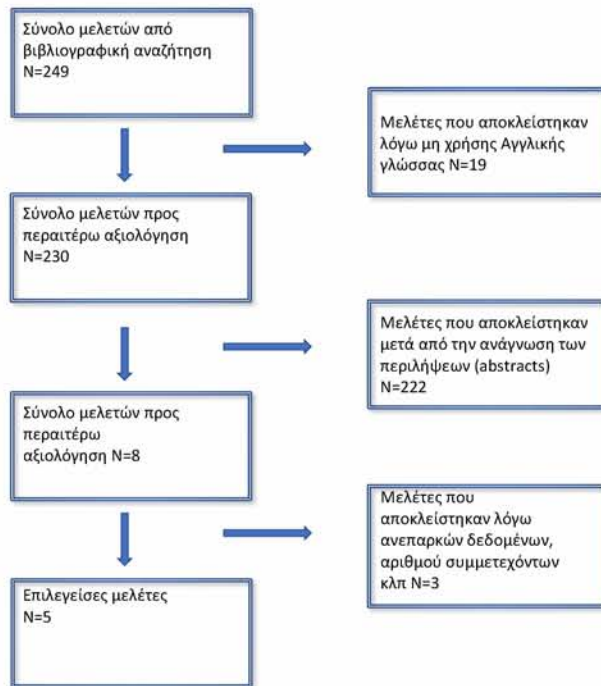 Σύνολο μελετών από
βιβλιογραφική αναζήτηση
N=249
Μελέτες που αποκλείστηκαν
λόγω μη χρήσης Αγγλικής
γλώσσας N=19
Σύνολο μελετών προς
περαιτέρω αξιολόγηση
N=230
Μελέτες που αποκλείστηκαν
μετά από την ανάγνωση των
περιλήψεων (abstracts)
N=222
Σύνολο μελετών προς
περαιτέρω
αξιολόγηση N=8
Μελέτες που
αποκλείστηκαν λόγω
ανεπαρκών δεδομένων,
αριθμού συμμετεχόντων
κλπ N=3
Επιλεγείσες μελέτες
N=5